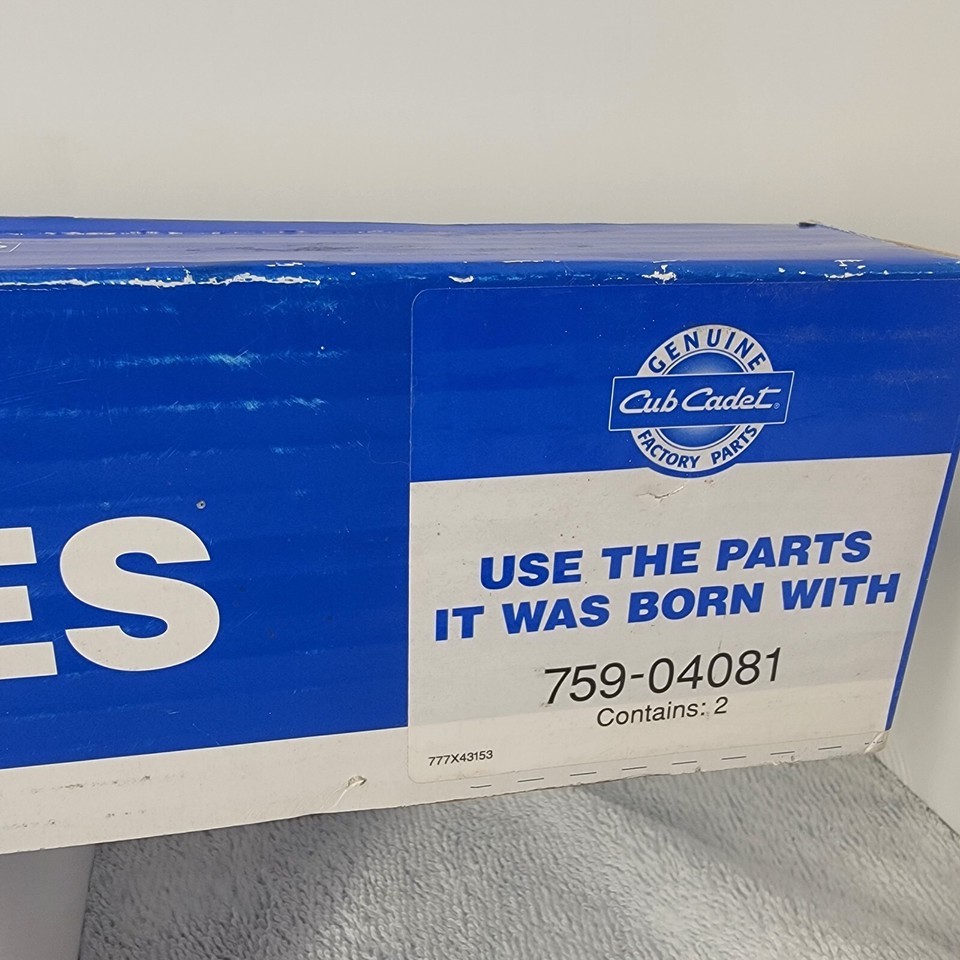 GENUINE
Cub Cadet®
FACTORY PARTS
ES
USE THE PARTS
IT WAS BORN WITH
759-04081
Contains: 2
777X43153